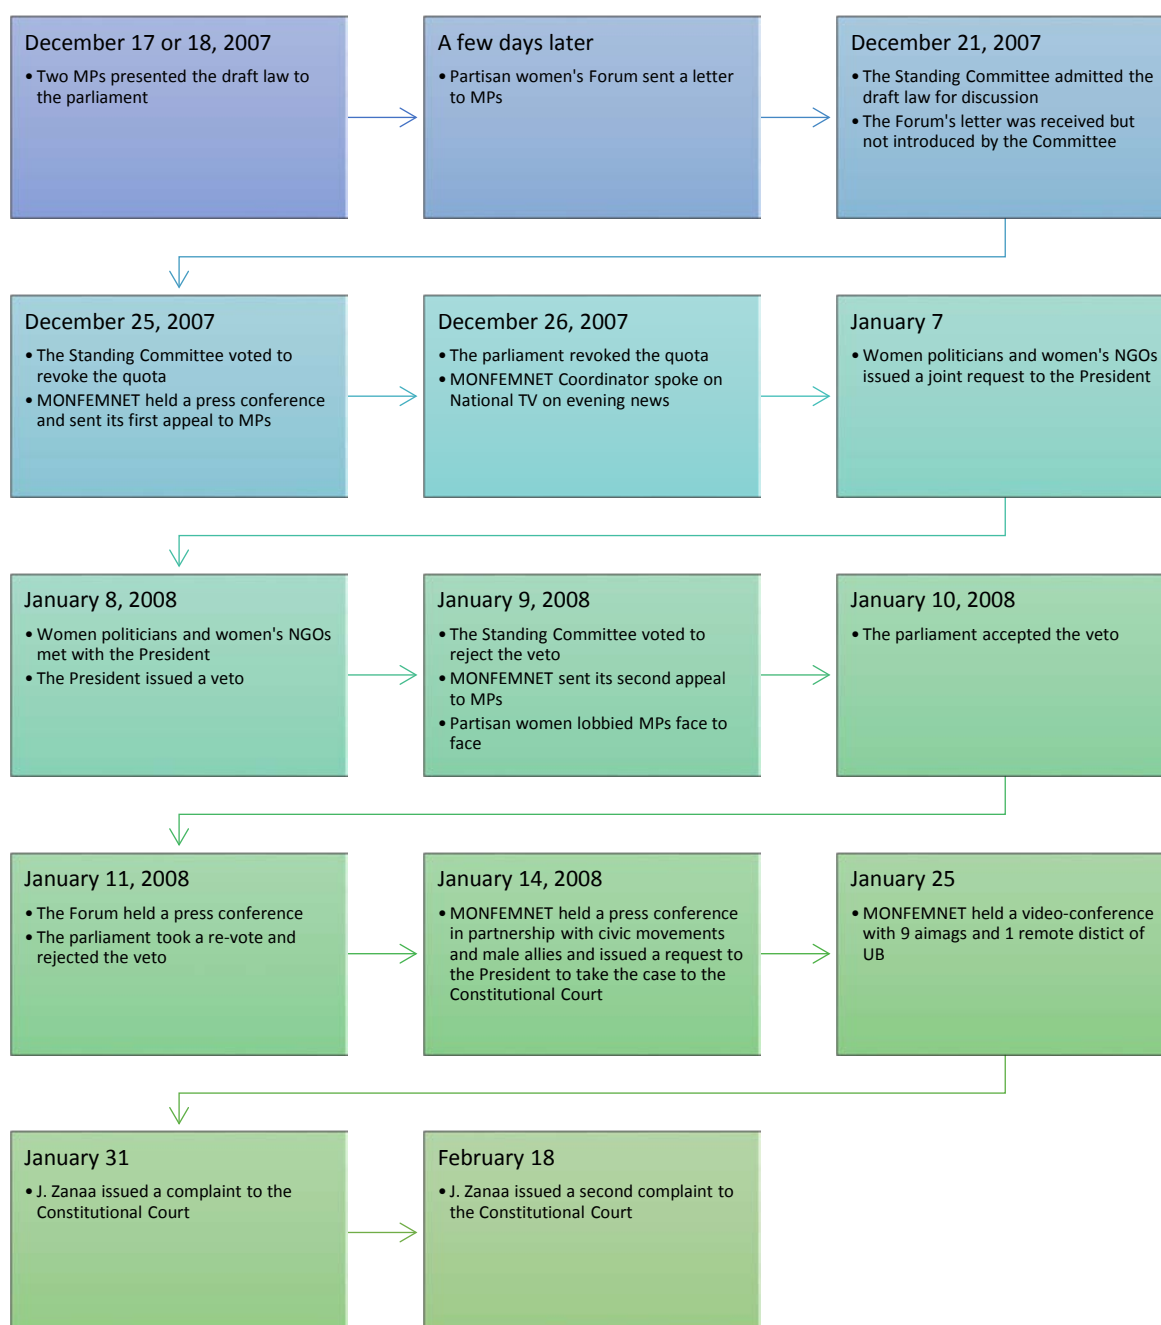 December 17 or 18, 2007
• Two MPs presented the draft law to
the parliament
A few days later
• Partisan women's Forum sent a letter
to MPs
December 21, 2007
• The Standing Committee admitted the
draft law for discussion
• The Forum's letter was received but
not introduced by the Committee
December 25, 2007
• The Standing Committee voted to
revoke the quota
• MONFEMNET held a press conference
and sent its first appeal to MPs
December 26, 2007
• The parliament revoked the quota
• MONFEMNET Coordinator spoke on
National TV on evening news
January 7
• Women politicians and women's NGOs
issued a joint request to the President
January 8, 2008
• Women politicians and women's NGOs
met with the President
• The President issued a veto
January 9, 2008
• The Standing Committee voted to
reject the veto
• MONFEMNET sent its second appeal
to MPs
• Partisan women lobbied MPs face to
face
January 10, 2008
• The parliament accepted the veto
January 11, 2008
• The Forum held a press conference
• The parliament took a re-vote and
rejected the veto
January 14, 2008
• MONFEMNET held a press conference
in partnership with civic movements
and male allies and issued a request
to the President to take the case to the
Constitutional Court
January 25
• MONFEMNET held a video-conference
with 9 aimags and 1 remote distict of
UB
January 31
• J. Zanaa issued a complaint to the
Constitutional Court
February 18
• J. Zanaa issued a second complaint to
the Constitutional Court